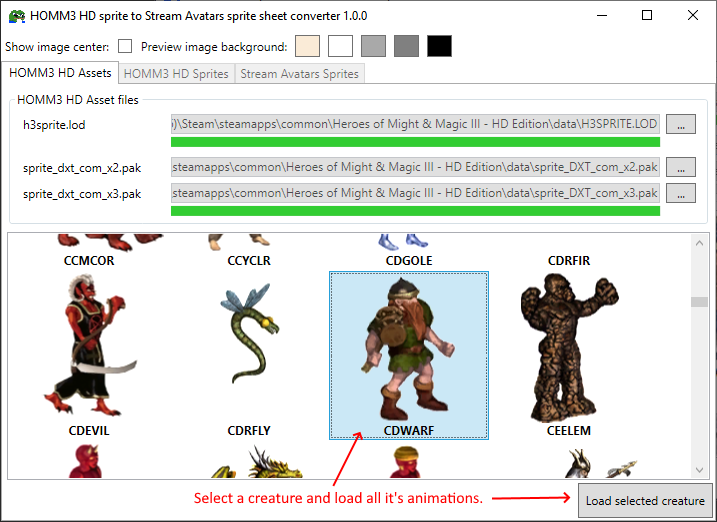 HOMM3 HD sprite to Stream Avatars sprite sheet converter 1.0.0
Show image center: Preview image background:
HOMM3 HD Assets HOMM3 HD Sprites Stream Avatars Sprites
HOMM3 HD Asset files
h3sprite.lod )\Steam\steamapps\common\Heroes of Might & Magic III - HD Edition\data\H3SPRITE.LOD ...
sprite_dxt_com_x2.pak steamapps\common\Heroes of Might & Magic III - HD Edition\data\sprite_DXT_com_x2.pak ...
sprite_dxt_com_x3.pak steamapps\common\Heroes of Might & Magic III - HD Edition\data\sprite_DXT_com_x3.pak ...
CCMCOR CCYCLR CDGOLE CDRFIR
CDEVIL CDRFLY CDWARF CEELEM
Select a creature and load all it's animations. Load selected creature